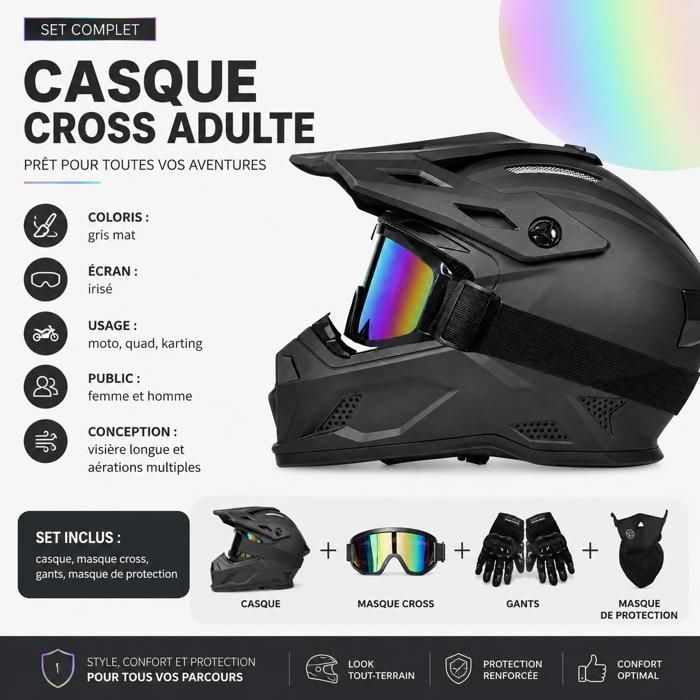 SET COMPLET
CASQUE
CROSS ADULTE
PRÊT POUR TOUTES VOS AVENTURES
COLORIS :
gris mat
ÉCRAN :
irisé
USAGE :
moto, quad, karting
PUBLIC :
femme et homme
CONCEPTION :
visière longue et
aérations multiples
SET INCLUS :
casque, masque cross,
gants, masque de protection
CASQUE
+
MASQUE CROSS
+
GANTS
+
MASQUE
DE PROTECTION
STYLE, CONFORT ET PROTECTION
POUR TOUS VOS PARCOURS
LOOK
TOUT-TERRAIN
PROTECTION
RENFORCÉE
CONFORT
OPTIMAL